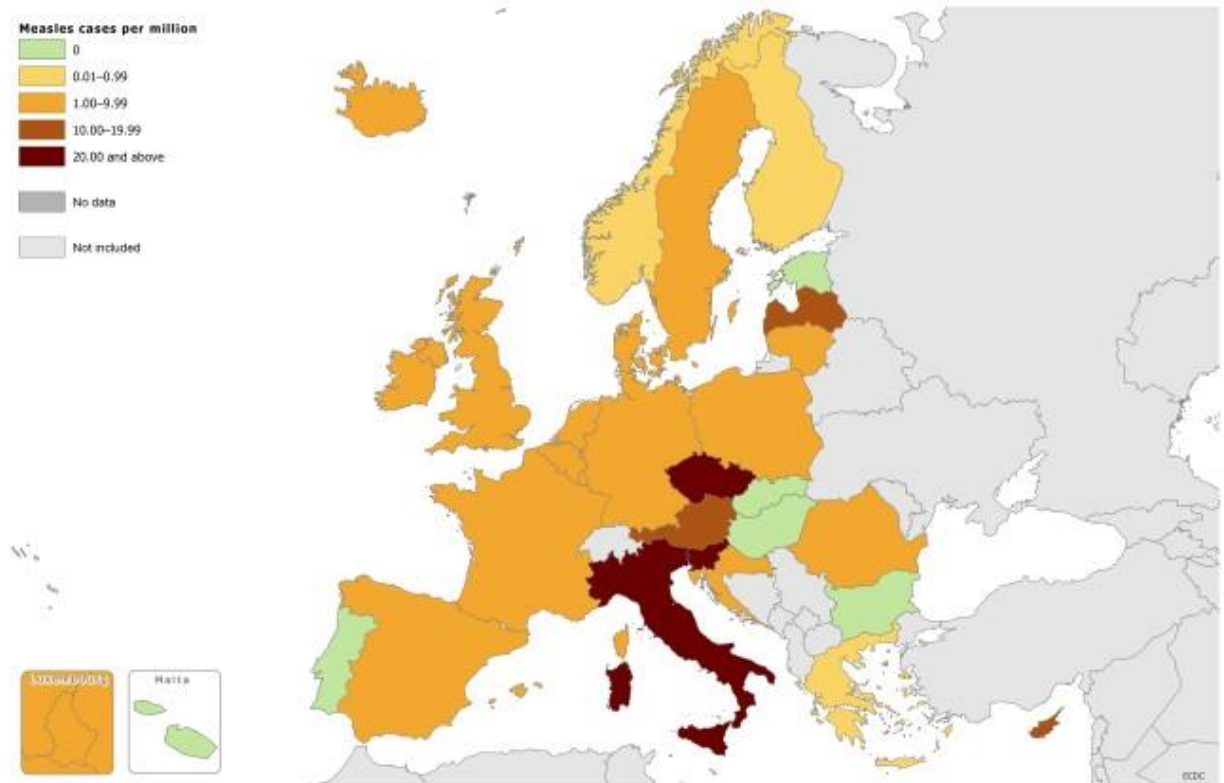 Measles cases per million
0
0.01–0.99
1.00–9.99
10.00–19.99
20.00 and above
No data
Not included
Luxembourg
Malta
ECDC